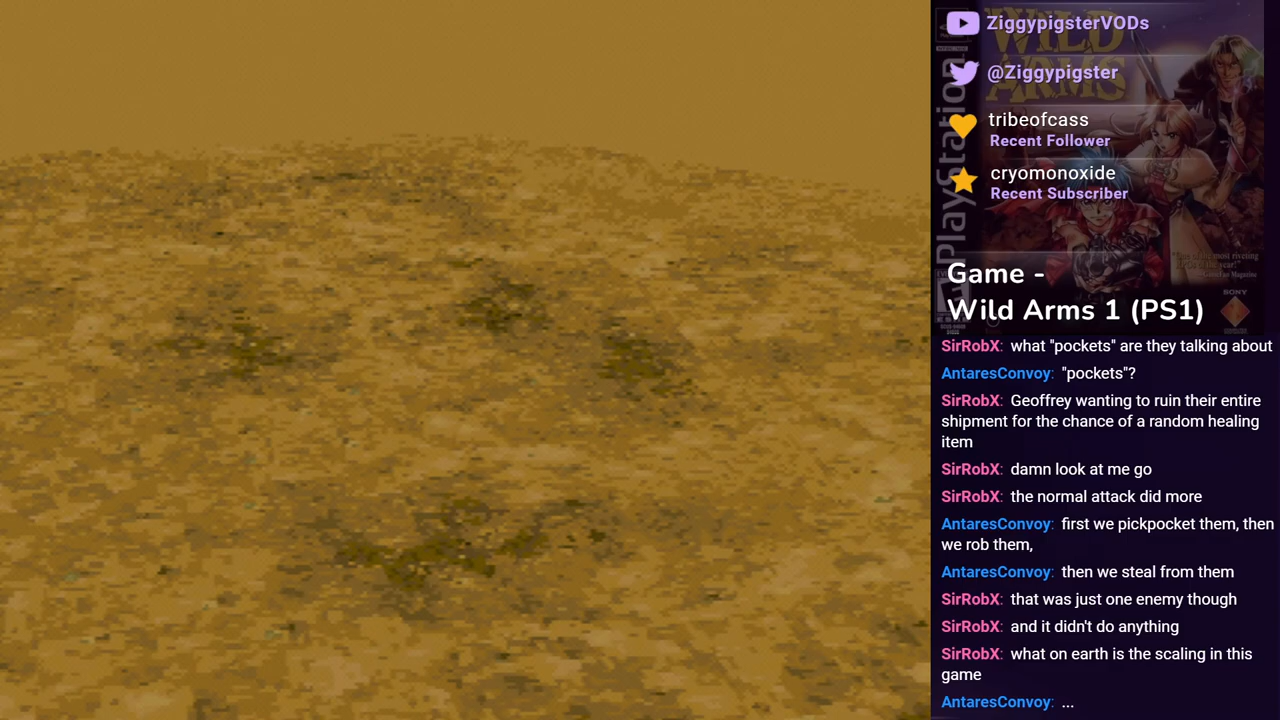 ZiggypigsterVODs
@Ziggypigster
tribeofcass
Recent Follower
cryomonoxide
Recent Subscriber
WILD
ARMS
PlayStation
Game -
Wild Arms 1 (PS1)
SONY
SirRobX: what "pockets" are they talking about
AntaresConvoy: "pockets"?
SirRobX: Geoffrey wanting to ruin their entire
shipment for the chance of a random healing
item
SirRobX: damn look at me go
SirRobX: the normal attack did more
AntaresConvoy: first we pickpocket them, then
we rob them,
AntaresConvoy: then we steal from them
SirRobX: that was just one enemy though
SirRobX: and it didn't do anything
SirRobX: what on earth is the scaling in this
game
AntaresConvoy: ...